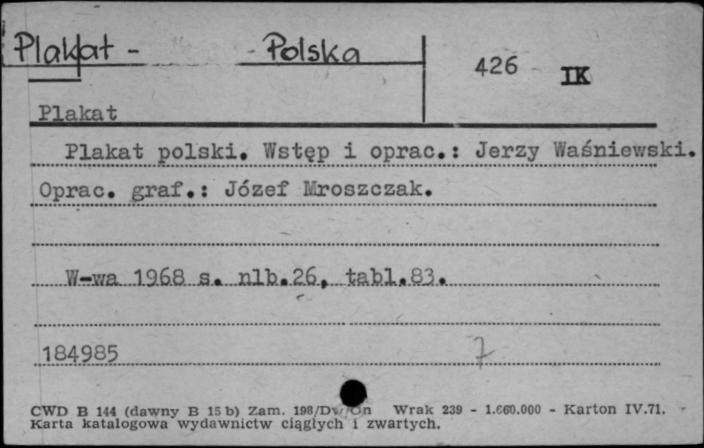 Plakat - - Polska
426 IK
Plakat
Plakat polski. Wstęp i oprac.: Jerzy Waśniewski.
Oprac. graf.: Józef Mroszczak.
W-wa 1968 s. nlb.26, tabl.83.
184985 7
CWD B 144 (dawny B 15 b) Zam. 198/Dw/On Wrak 239 - 1.660.000 - Karton IV.71.
Karta katalogowa wydawnictw ciągłych i zwartych.